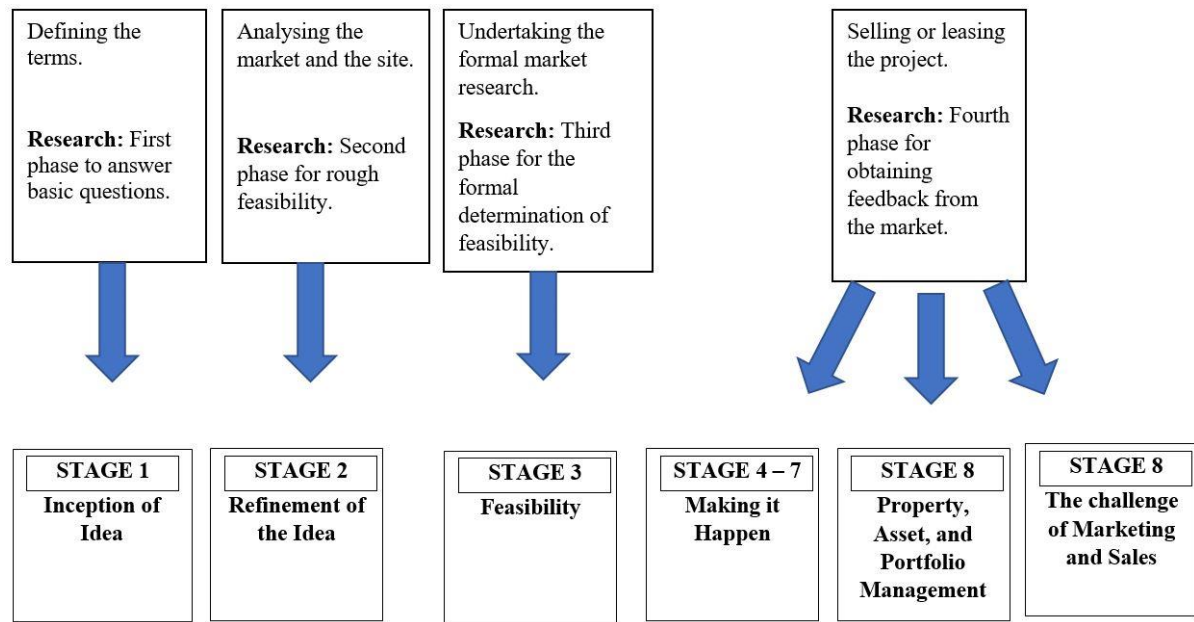 Defining the
terms.
Research: First
phase to answer
basic questions.
Analysing the
market and the site.
Research: Second
phase for rough
feasibility.
Undertaking the
formal market
research.
Research: Third
phase for the
formal
determination of
feasibility.
Selling or leasing
the project.
Research: Fourth
phase for
obtaining
feedback from
the market.
STAGE 1
Inception of
Idea
STAGE 2
Refinement of
the Idea
STAGE 3
Feasibility
STAGE 4 – 7
Making it
Happen
STAGE 8
Property,
Asset, and
Portfolio
Management
STAGE 8
The challenge
of Marketing
and Sales